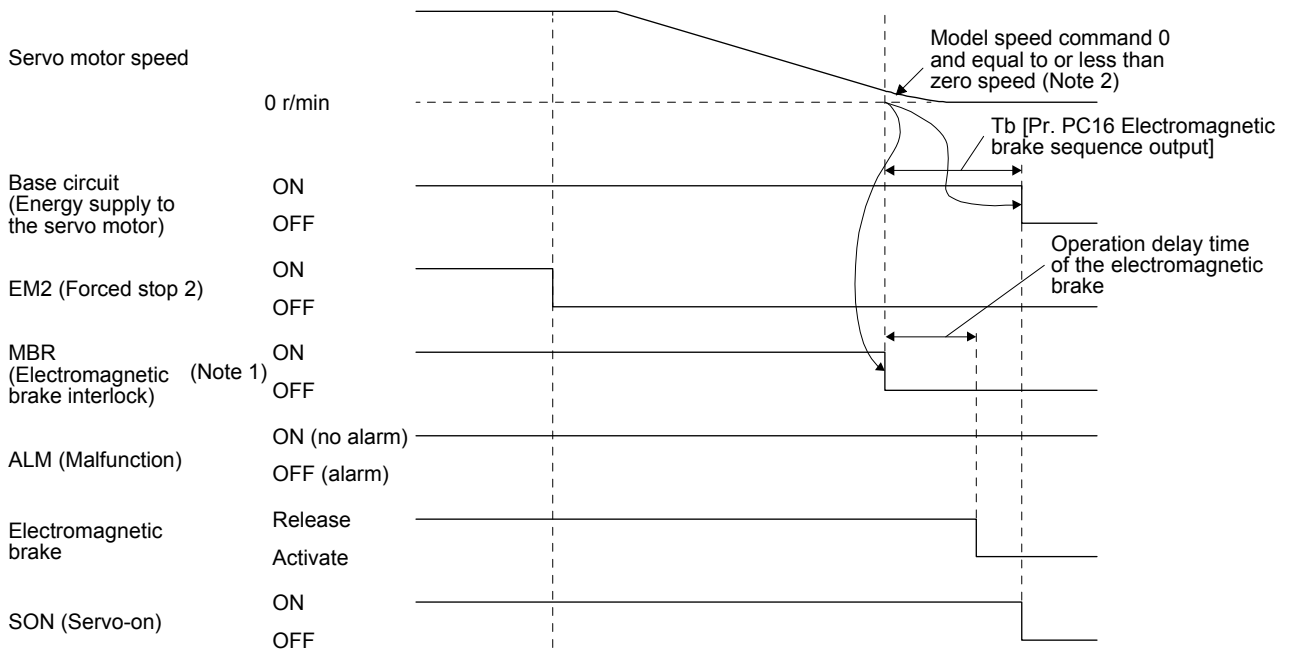 Servo motor speed
0 r/min
Model speed command 0
and equal to or less than
zero speed (Note 2)
Tb [Pr. PC16 Electromagnetic
brake sequence output]
Base circuit
(Energy supply to
the servo motor)
ON
OFF
Operation delay time
of the electromagnetic
brake
EM2 (Forced stop 2)
ON
OFF
MBR
(Electromagnetic
brake interlock)
(Note 1)
ON
OFF
ALM (Malfunction)
ON (no alarm)
OFF (alarm)
Electromagnetic
brake
Release
Activate
SON (Servo-on)
ON
OFF